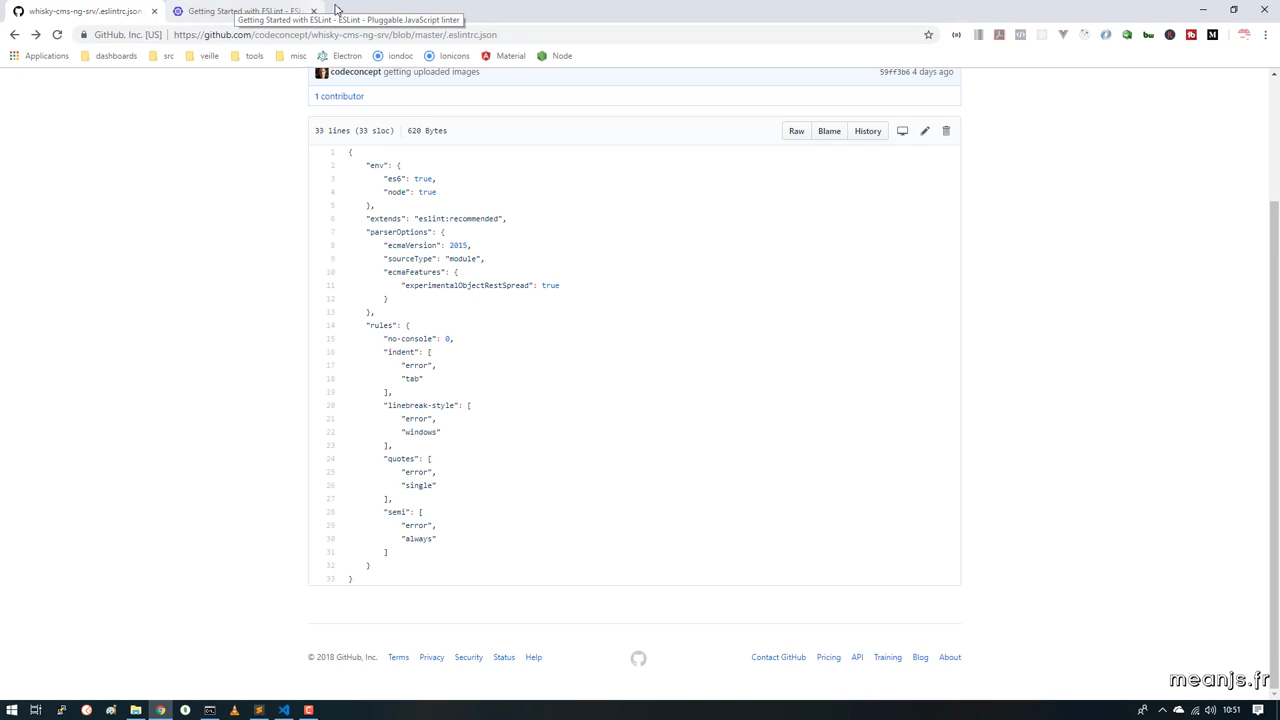 whisky-cms-ng-srv/.eslintrc.json
Getting Started with ESLint - ESL
Getting Started with ESLint - ESLint - Pluggable JavaScript linter
GitHub, Inc. [US]
https://github.com/codeconcept/whisky-cms-ng-srv/blob/master/.eslintrc.json
Applications
dashboards
src
veille
tools
misc
Electron
iondoc
Ionicons
Material
Node
codeconcept getting uploaded images
59ff3b6 4 days ago
1 contributor
33 lines (33 sloc)
620 Bytes
Raw
Blame
History
1 {
2 "env": {
3 "es6": true,
4 "node": true
5 },
6 "extends": "eslint:recommended",
7 "parserOptions": {
8 "ecmaVersion": 2015,
9 "sourceType": "module",
10 "ecmaFeatures": {
11 "experimentalObjectRestSpread": true
12 }
13 },
14 "rules": {
15 "no-console": 0,
16 "indent": [
17 "error",
18 "tab"
19 ],
20 "linebreak-style": [
21 "error",
22 "windows"
23 ],
24 "quotes": [
25 "error",
26 "single"
27 ],
28 "semi": [
29 "error",
30 "always"
31 ]
32 }
33 }
© 2018 GitHub, Inc.
Terms
Privacy
Security
Status
Help
Contact GitHub
Pricing
API
Training
Blog
About
meanjs.fr
10:51